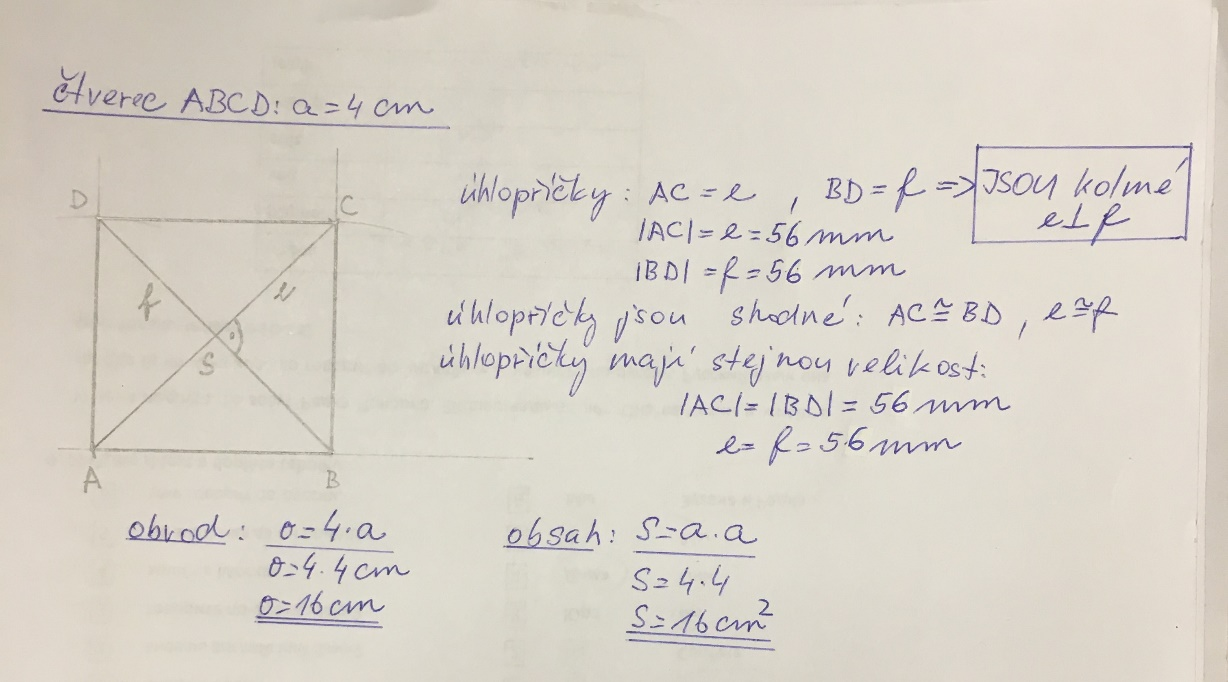 čtverec ABCD: a = 4 cm
D
C
f
e
S
A
B
úhlopříčky: AC = e , BD = f => JSOU kolmé
e⊥f
|AC| = e = 56 mm
|BD| = f = 56 mm
úhlopříčky jsou shodné: AC ≅ BD , e ≅ f
úhlopříčky mají stejnou velikost:
|AC| = |BD| = 56 mm
e = f = 56 mm
obvod: o = 4 · a
o = 4 · 4 cm
o = 16 cm
obsah: S = a . a
S = 4 · 4
S = 16 cm²